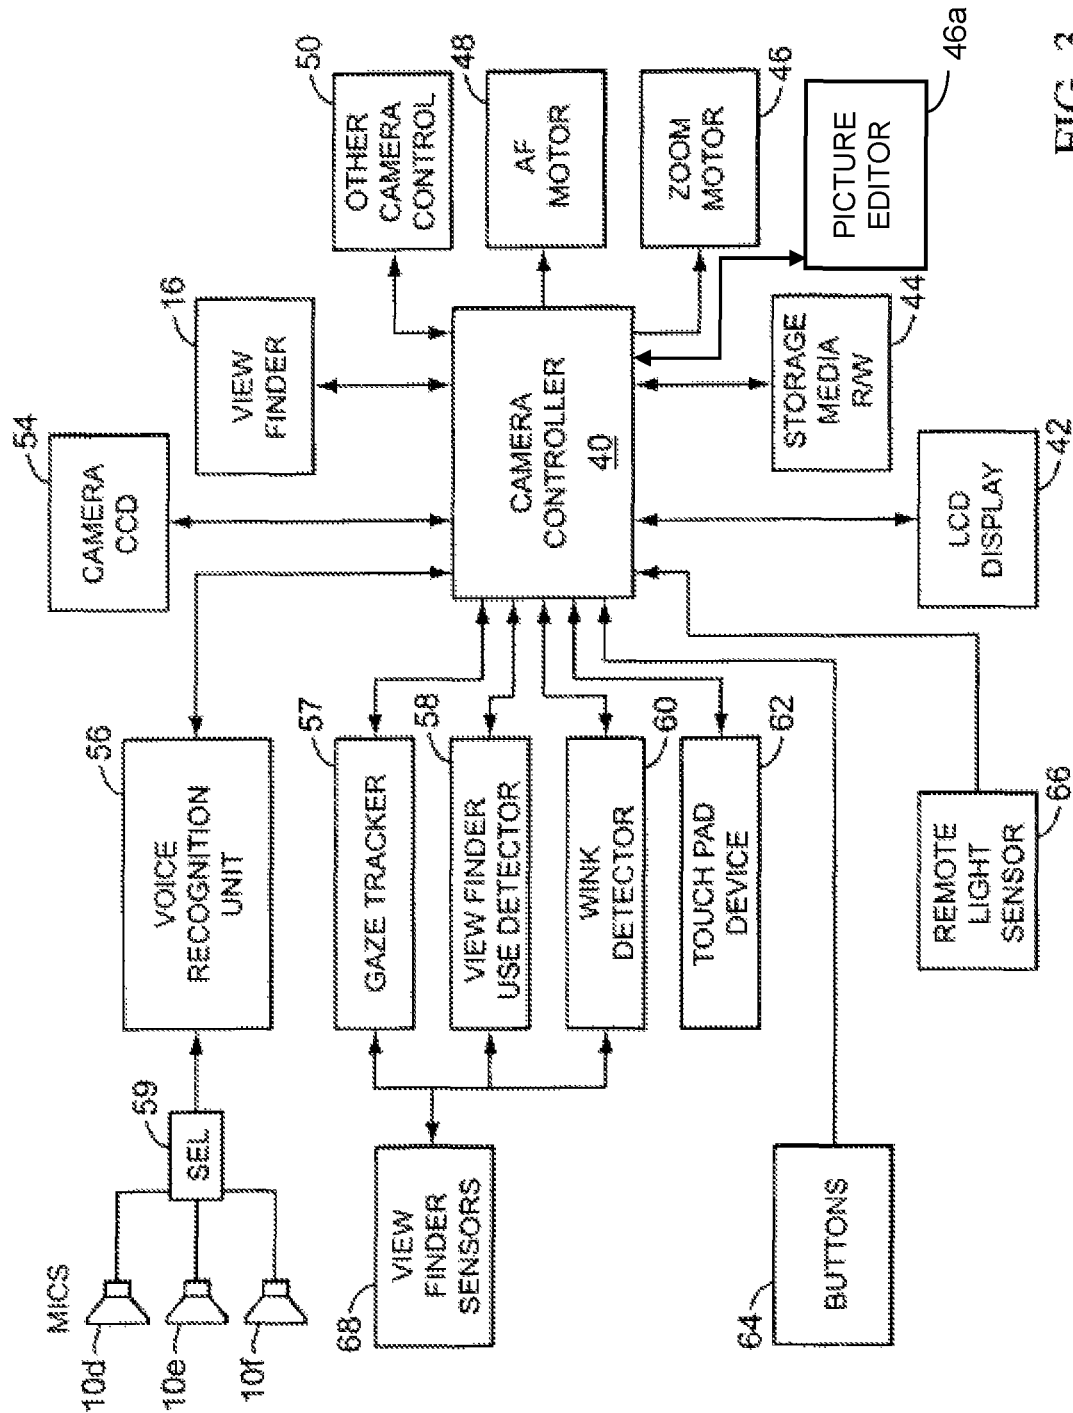 MICS
10d
10e
10f
SEL
59
VOICE
RECOGNITION
UNIT
56
CAMERA
CCD
54
VIEW
FINDER
16
OTHER
CAMERA
CONTROL
50
AF
MOTOR
48
ZOOM
MOTOR
46
PICTURE
EDITOR
46a
CAMERA
CONTROLLER
40
GAZE TRACKER
57
VIEW FINDER
USE DETECTOR
58
WINK
DETECTOR
60
TOUCH PAD
DEVICE
62
VIEW
FINDER
SENSORS
68
BUTTONS
64
REMOTE
LIGHT
SENSOR
66
LCD
DISPLAY
42
STORAGE
MEDIA
R/W
44